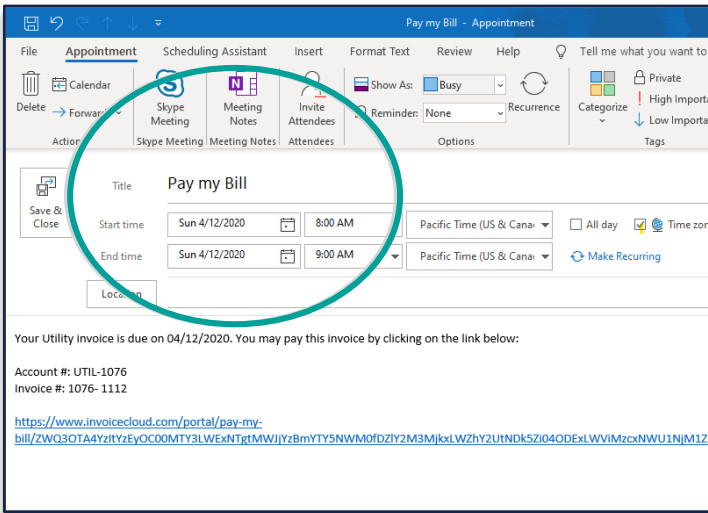 Pay my Bill - Appointment
File Appointment Scheduling Assistant Insert Format Text Review Help Tell me what you want to
Delete
Calendar
Forward
Actions
Skype Meeting
Skype Meeting
Meeting Notes
Meeting Notes
Invite Attendees
Attendees
Show As: Busy
Reminder: None
Recurrence
Options
Categorize
Private
High Importa
Low Importa
Tags
Save & Close
Title Pay my Bill
Start time Sun 4/12/2020 8:00 AM Pacific Time (US & Cana All day Time zon
End time Sun 4/12/2020 9:00 AM Pacific Time (US & Cana Make Recurring
Location
Your Utility invoice is due on 04/12/2020. You may pay this invoice by clicking on the link below:
Account #: UTIL-1076
Invoice #: 1076- 1112
https://www.invoicecloud.com/portal/pay-my-